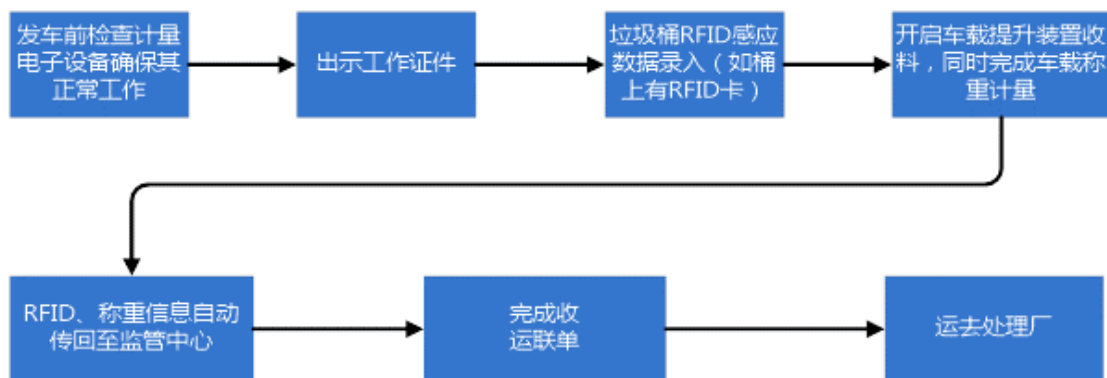 发车前检查计量
电子设备确保其
正常工作
出示工作证件
垃圾桶RFID感应
数据录入（如桶
上有RFID卡）
开启车载提升装置收
料，同时完成车载称
重计量
RFID、称重信息自动
传回至监管中心
完成收
运联单
运去处理厂